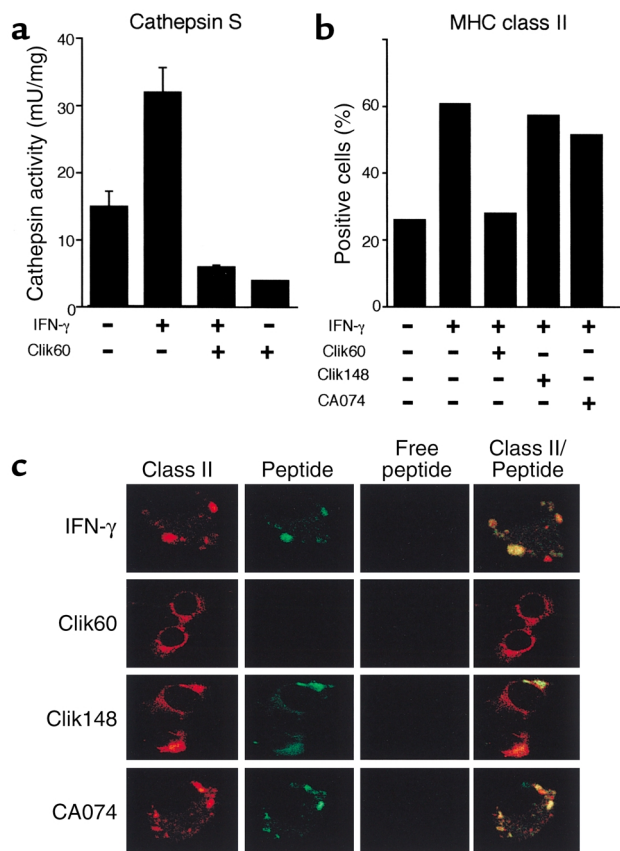 a
Cathepsin S
Cathepsin activity (mU/mg)
40
30
20
10
0
IFN-γ - + + -
Clik60 - - + +
b
MHC class II
Positive cells (%)
60
40
20
0
IFN-γ - + + + +
Clik60 - - + - -
Clik148 - - - + -
CA074 - - - - +
c
Class II Peptide Free peptide Class II/ Peptide
IFN-γ
Clik60
Clik148
CA074